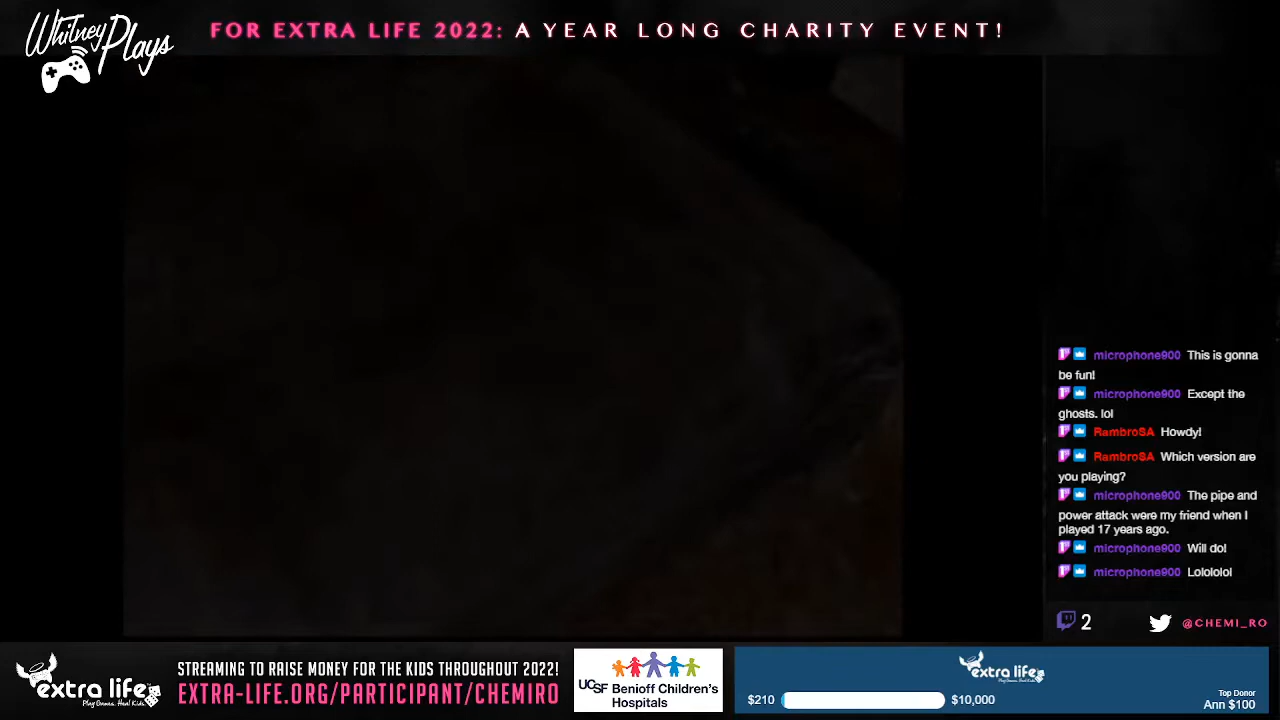 Whitney Plays
FOR EXTRA LIFE 2022: A YEAR LONG CHARITY EVENT!
microphone900 This is gonna
be fun!
microphone900 Except the
ghosts. lol
RambroSA Howdy!
RambroSA Which version are
you playing?
microphone900 The pipe and
power attack were my friend when I
played 17 years ago.
microphone900 Will do!
microphone900 Lolololol
2
@CHEMI_RO
extra life
Play Games. Heal Kids.
STREAMING TO RAISE MONEY FOR THE KIDS THROUGHOUT 2022!
EXTRA-LIFE.ORG/PARTICIPANT/CHEMIRO
UCSF Benioff Children's
Hospitals
extra life
Play Games. Heal Kids.
$210 $10,000
Top Donor
Ann $100